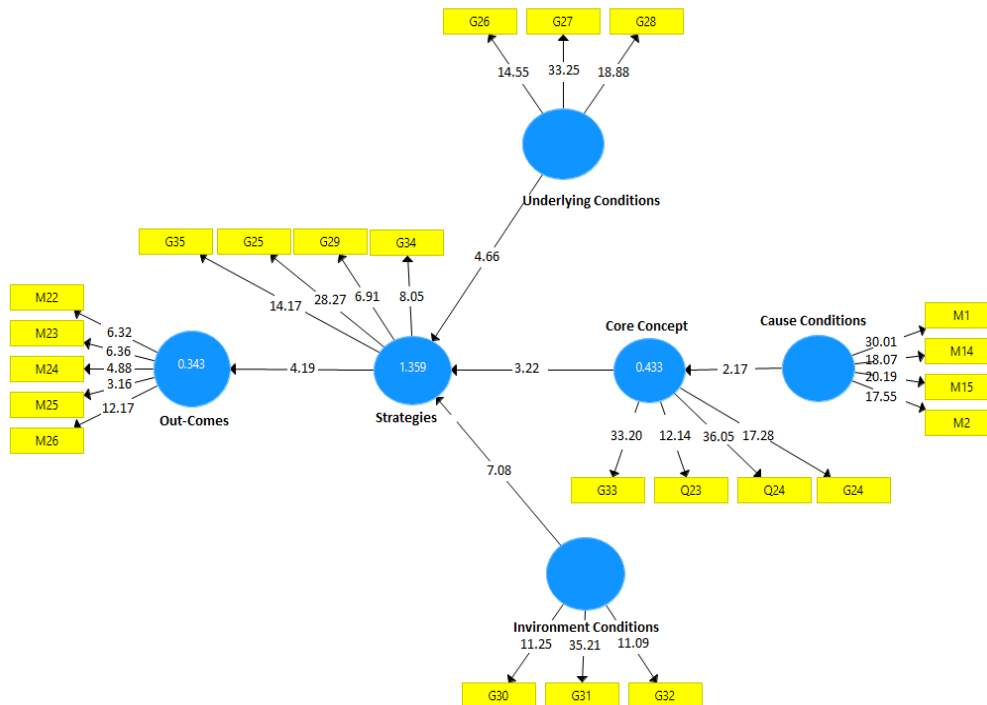 G26
G27
G28
14.55
33.25
18.88
Underlying Conditions
4.66
G35
G25
G29
G34
14.17
28.27
6.91
8.05
M22
M23
M24
M25
M26
6.32
6.36
4.88
3.16
12.17
0.343
Out-Comes
4.19
1.359
Strategies
3.22
Core Concept
0.433
2.17
Cause Conditions
30.01
18.07
20.19
17.55
M1
M14
M15
M2
33.20
12.14
36.05
17.28
G33
Q23
Q24
G24
7.08
Invironment Conditions
11.25
35.21
11.09
G30
G31
G32